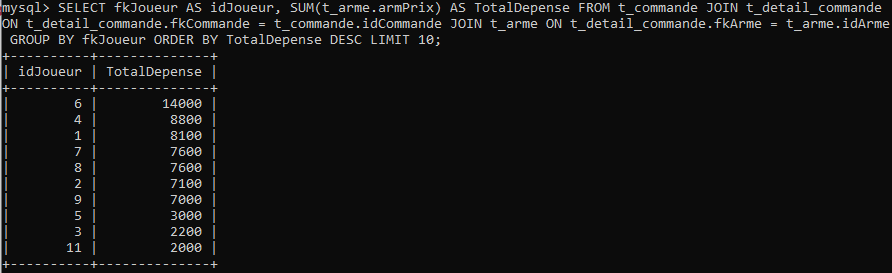 mysql> SELECT fkJoueur AS idJoueur, SUM(t_arme.armPrix) AS TotalDepense FROM t_commande JOIN t_detail_commande
ON t_detail_commande.fkCommande = t_commande.idCommande JOIN t_arme ON t_detail_commande.fkArme = t_arme.idArme
 GROUP BY fkJoueur ORDER BY TotalDepense DESC LIMIT 10;
+----------+--------------+
| idJoueur | TotalDepense |
+----------+--------------+
|        6 |        14000 |
|        4 |         8800 |
|        1 |         8100 |
|        7 |         7600 |
|        8 |         7600 |
|        2 |         7100 |
|        9 |         7000 |
|        5 |         3000 |
|        3 |         2200 |
|       11 |         2000 |
+----------+--------------+